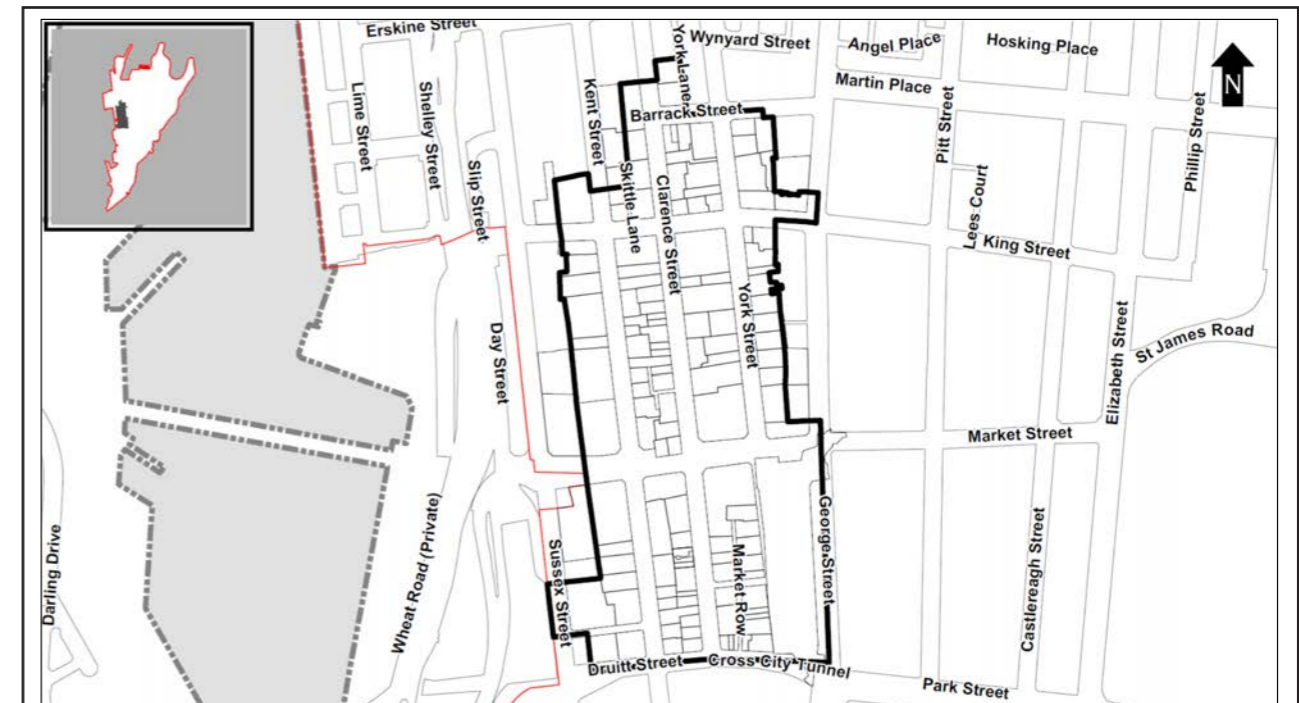 Erskine Street
York Lane
Wynyard Street
Angel Place
Hosking Place
N
Martin Place
Lime Street
Shelley Street
Kent Street
Barrack Street
Pitt Street
Phillip Street
Slip Street
Skittle Lane
Clarence Street
Lees Court
King Street
Day Street
York Street
Elizabeth Street
St James Road
Market Street
Darling Drive
Wheat Road (Private)
Sussex Street
Market Row
George Street
Castlereagh Street
Druitt Street
Cross City Tunnel
Park Street